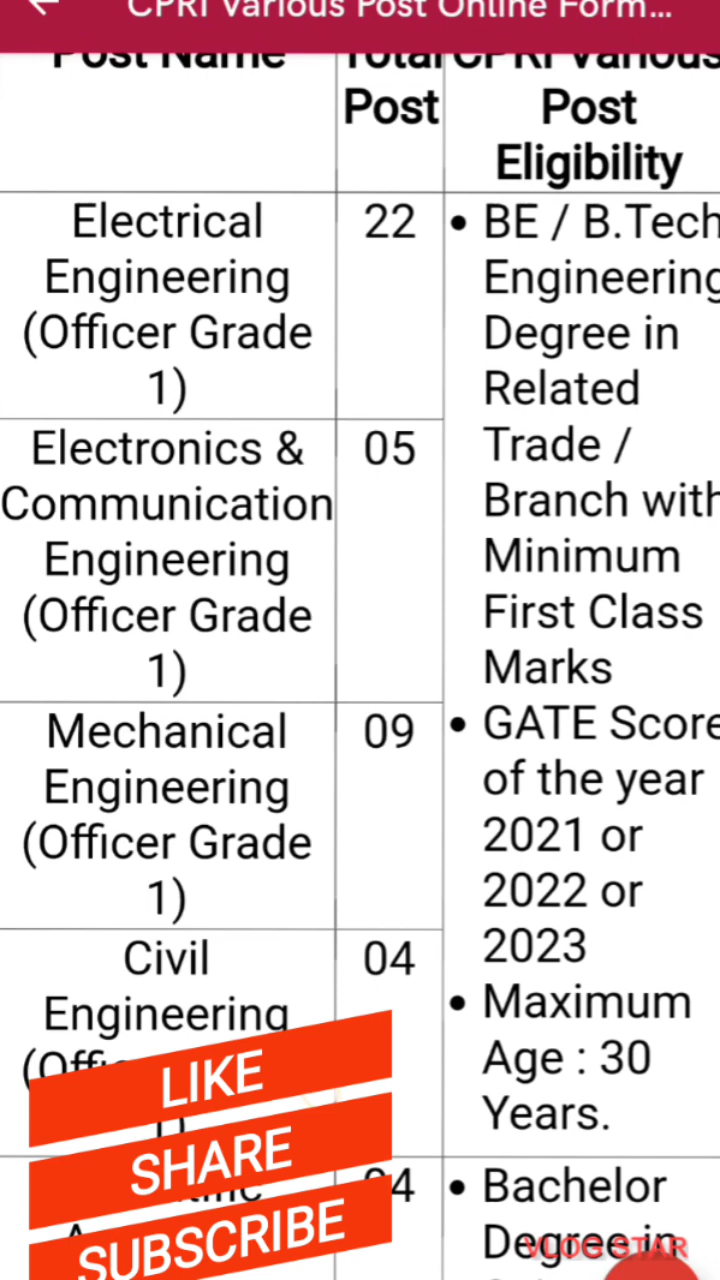 CPRI Various Post Online Form...
Post Name
Total
Post
CPRI Various
Post
Eligibility
Electrical
Engineering
(Officer Grade
1)
22
Electronics &
Communication
Engineering
(Officer Grade
1)
05
Mechanical
Engineering
(Officer Grade
1)
09
Civil
Engineering
04
• BE / B.Tech
Engineering
Degree in
Related
Trade /
Branch with
Minimum
First Class
Marks
• GATE Score
of the year
2021 or
2022 or
2023
• Maximum
Age : 30
Years.
• Bachelor
Degree in
LIKE
SHARE
SUBSCRIBE
VLOG STAR